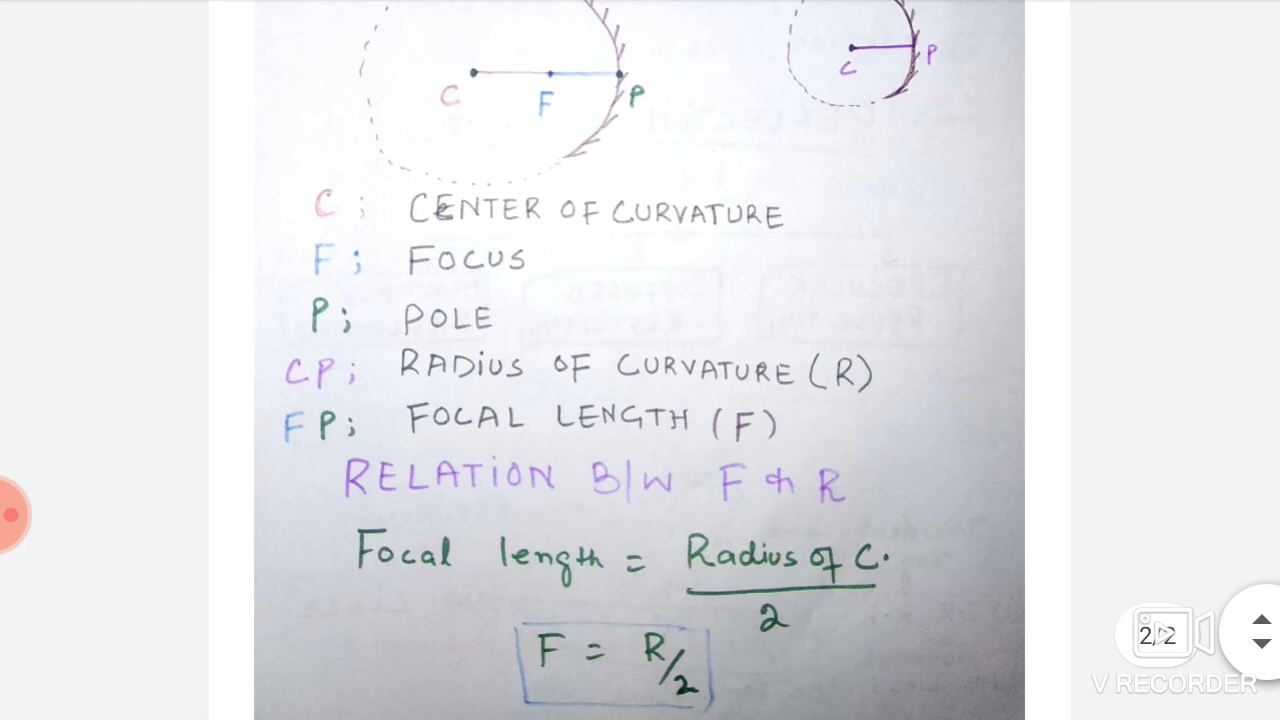 C F P
C P
C; CENTER OF CURVATURE
F; FOCUS
P; POLE
CP; RADiUS OF CURVATURE (R)
FP; FOCAL LENGTH (F)
RELATiON B/W F & R
Focal length = Radius of C.
2
F = R/2
2/2
V RECORDER